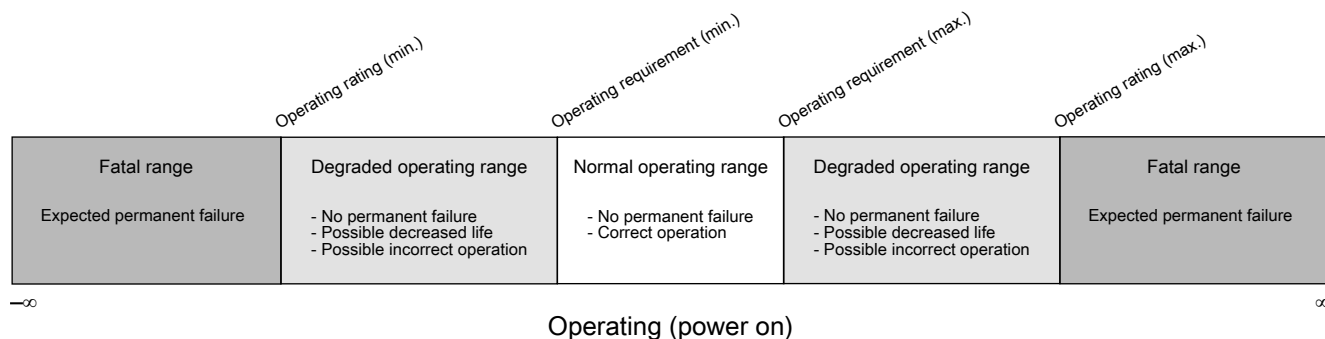 Operating rating (min.)
Operating requirement (min.)
Operating requirement (max.)
Operating rating (max.)
Fatal range
Expected permanent failure
Degraded operating range
- No permanent failure
- Possible decreased life
- Possible incorrect operation
Normal operating range
- No permanent failure
- Correct operation
Degraded operating range
- No permanent failure
- Possible decreased life
- Possible incorrect operation
Fatal range
Expected permanent failure
–∞
∞
Operating (power on)